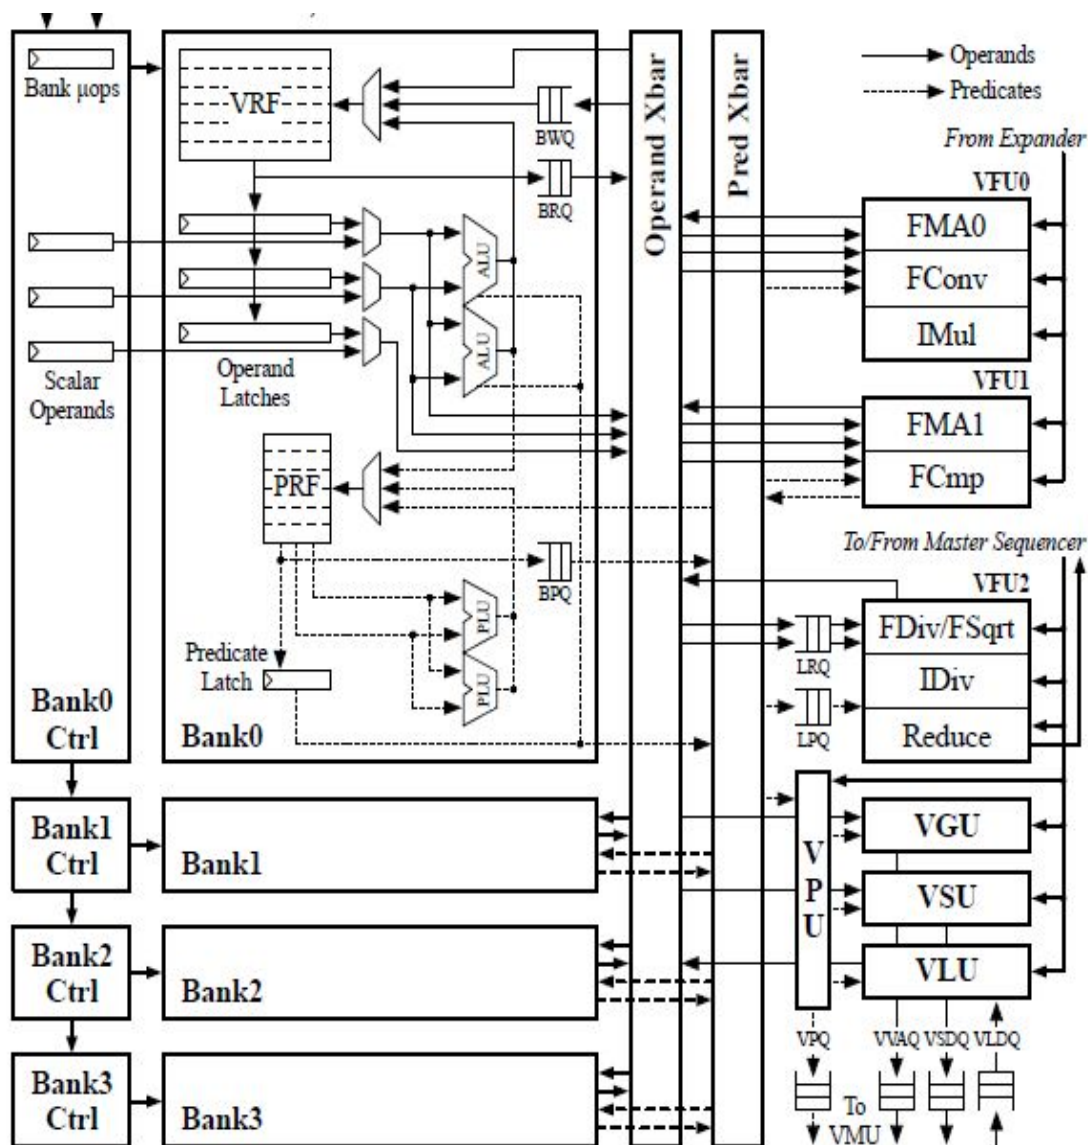 Bank μops
VRF
BWQ
BRQ
ALU
ALU
Scalar
Operands
Operand
Latches
PRF
BPQ
PLU
PLU
Predicate
Latch
Bank0
Ctrl
Bank0
Bank1
Ctrl
Bank1
Bank2
Ctrl
Bank2
Bank3
Ctrl
Bank3
Operand Xbar
Pred Xbar
Operands
Predicates
From Expander
VFU0
FMA0
FConv
IMul
VFU1
FMA1
FCmp
To/From Master Sequencer
VFU2
FDiv/FSqrt
IDiv
Reduce
LRQ
LPQ
VPU
VGU
VSU
VLU
VPQ
VVAQ
VSDQ
VLDQ
To
VMU